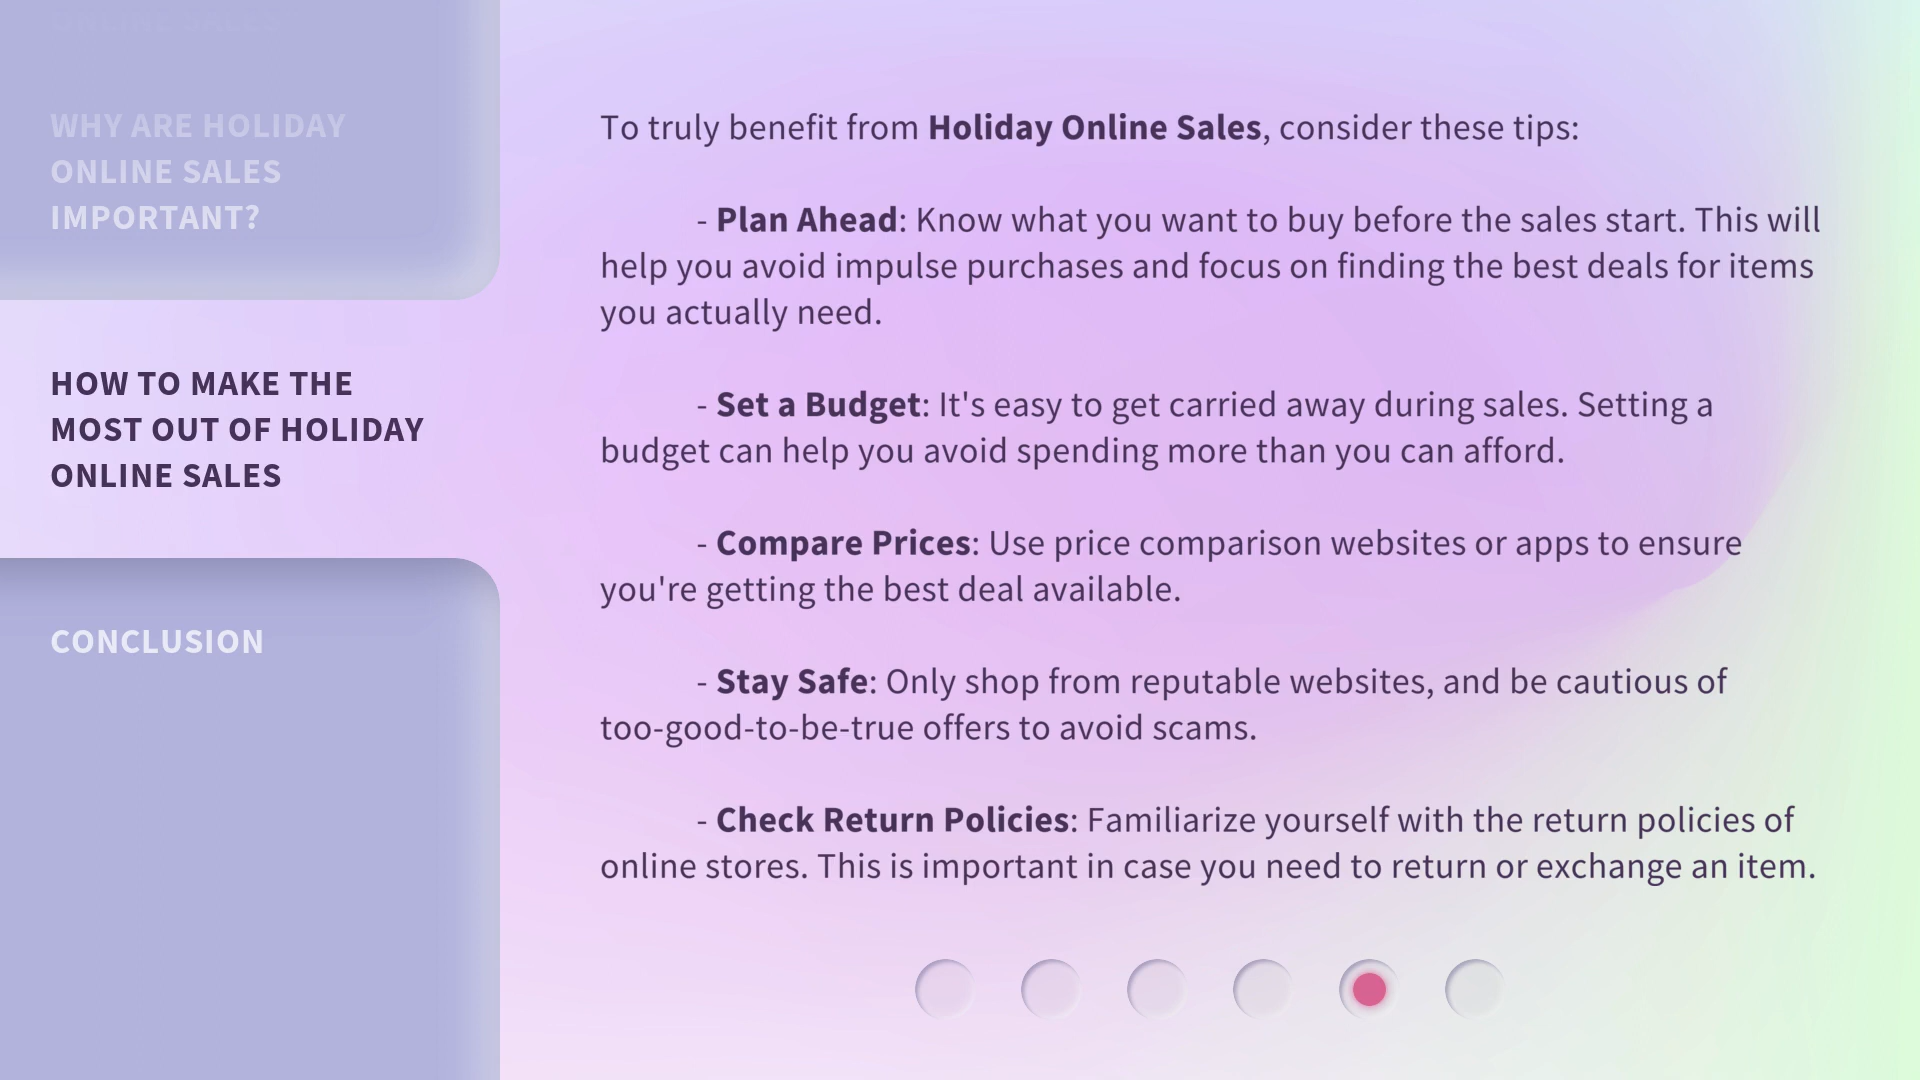 ONLINE SALES
WHY ARE HOLIDAY
ONLINE SALES
IMPORTANT?
HOW TO MAKE THE
MOST OUT OF HOLIDAY
ONLINE SALES
CONCLUSION
To truly benefit from Holiday Online Sales, consider these tips:
- Plan Ahead: Know what you want to buy before the sales start. This will
help you avoid impulse purchases and focus on finding the best deals for items
you actually need.
- Set a Budget: It's easy to get carried away during sales. Setting a
budget can help you avoid spending more than you can afford.
- Compare Prices: Use price comparison websites or apps to ensure
you're getting the best deal available.
- Stay Safe: Only shop from reputable websites, and be cautious of
too-good-to-be-true offers to avoid scams.
- Check Return Policies: Familiarize yourself with the return policies of
online stores. This is important in case you need to return or exchange an item.